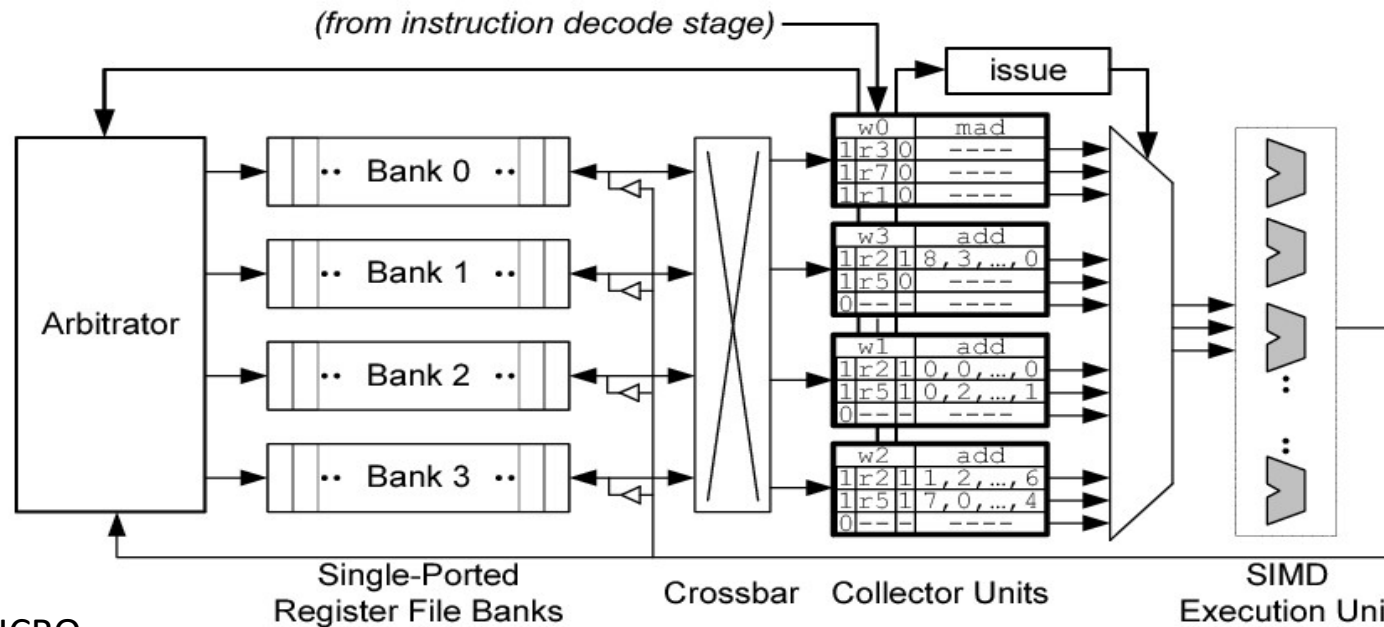 (from instruction decode stage)
issue
Arbitrator
.. Bank 0 ..
.. Bank 1 ..
.. Bank 2 ..
.. Bank 3 ..
w0 mad
1 r3 0 ----
1 r7 0 ----
1 r1 0 ----
w3 add
1 r2 1 8,3,…,0
1 r5 0 ----
0 -- - ----
w1 add
1 r2 1 0,0,…,0
1 r5 1 0,2,…,1
0 -- - ----
w2 add
1 r2 1 1,2,…,6
1 r5 1 7,0,…,4
0 -- - ----
Single-Ported
Register File Banks
Crossbar
Collector Units
SIMD
Execution Uni